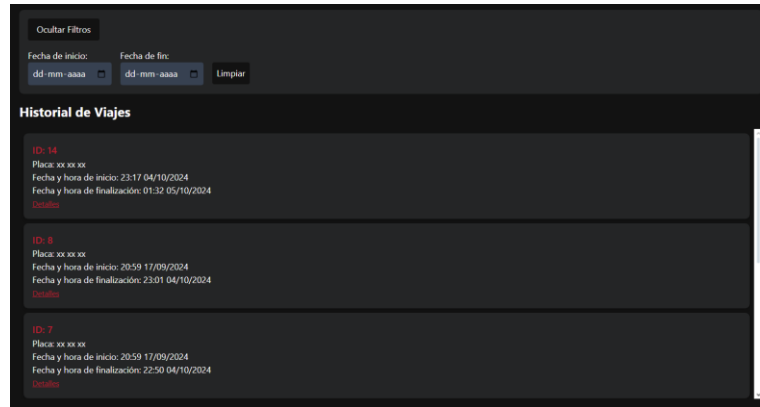 Ocultar Filtros
Fecha de inicio: Fecha de fin:
dd-mm-aaaa dd-mm-aaaa Limpiar
Historial de Viajes
ID: 14
Placa: xx xx xx
Fecha y hora de inicio: 23:17 04/10/2024
Fecha y hora de finalización: 01:32 05/10/2024
Detalles
ID: 8
Placa: xx xx xx
Fecha y hora de inicio: 20:59 17/09/2024
Fecha y hora de finalización: 23:01 04/10/2024
Detalles
ID: 7
Placa: xx xx xx
Fecha y hora de inicio: 20:59 17/09/2024
Fecha y hora de finalización: 22:50 04/10/2024
Detalles